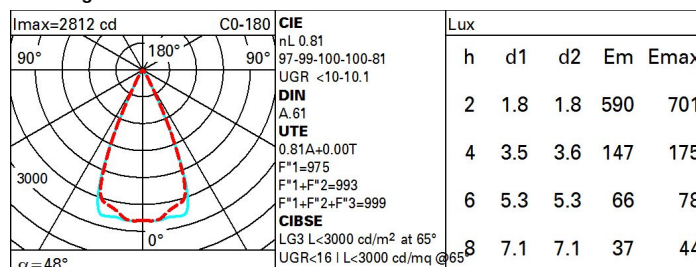 Imax=2812 cd C0-180
90° 180° 90°
3000
0°
α=48°
CIE
nL 0.81
97-99-100-100-81
UGR <10-10.1
DIN
A.61
UTE
0.81A+0.00T
F"1=975
F"1+F"2=993
F"1+F"2+F"3=999
CIBSE
LG3 L<3000 cd/m² at 65°
UGR<16 | L<3000 cd/mq @65°
Lux
h d1 d2 Em Emax
2 1.8 1.8 590 701
4 3.5 3.6 147 175
6 5.3 5.3 66 78
8 7.1 7.1 37 44